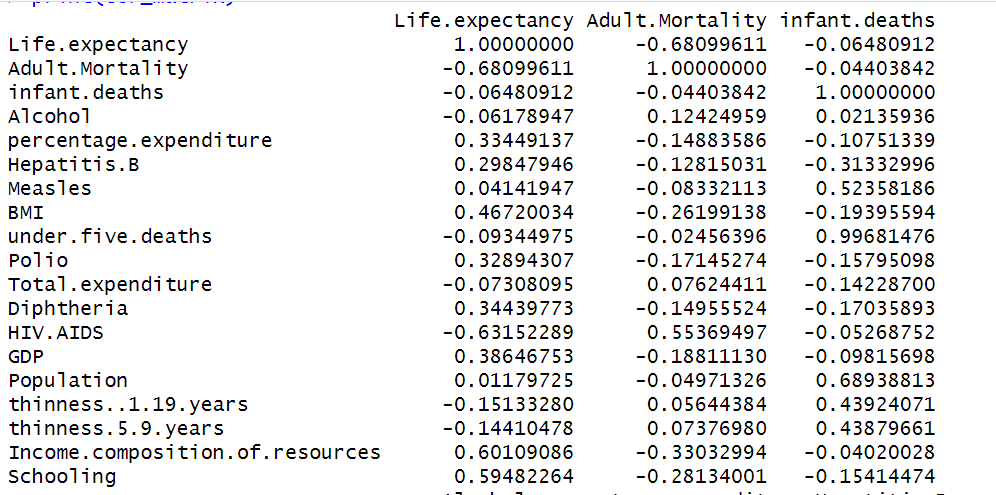 Life.expectancy Adult.Mortality infant.deaths
Life.expectancy 1.00000000 -0.68099611 -0.06480912
Adult.Mortality -0.68099611 1.00000000 -0.04403842
infant.deaths -0.06480912 -0.04403842 1.00000000
Alcohol -0.06178947 0.12424959 0.02135936
percentage.expenditure 0.33449137 -0.14883586 -0.10751339
Hepatitis.B 0.29847946 -0.12815031 -0.31332996
Measles 0.04141947 -0.08332113 0.52358186
BMI 0.46720034 -0.26199138 -0.19395594
under.five.deaths -0.09344975 -0.02456396 0.99681476
Polio 0.32894307 -0.17145274 -0.15795098
Total.expenditure -0.07308095 0.07624411 -0.14228700
Diphtheria 0.34439773 -0.14955524 -0.17035893
HIV.AIDS -0.63152289 0.55369497 -0.05268752
GDP 0.38646753 -0.18811130 -0.09815698
Population 0.01179725 -0.04971326 0.68938813
thinness..1.19.years -0.15133280 0.05644384 0.43924071
thinness.5.9.years -0.14410478 0.07376980 0.43879661
Income.composition.of.resources 0.60109086 -0.33032994 -0.04020028
Schooling 0.59482264 -0.28134001 -0.15414474